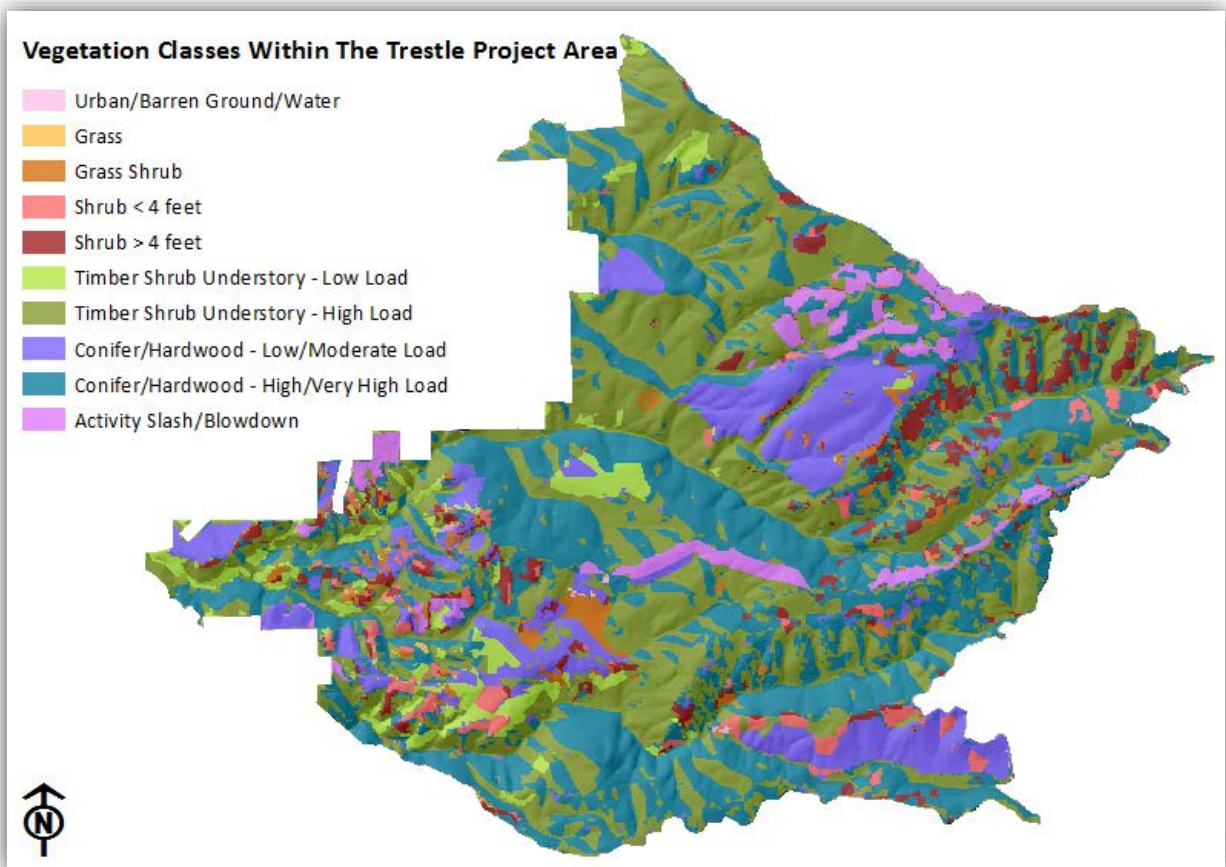 Vegetation Classes Within The Trestle Project Area
Urban/Barren Ground/Water
Grass
Grass Shrub
Shrub < 4 feet
Shrub > 4 feet
Timber Shrub Understory - Low Load
Timber Shrub Understory - High Load
Conifer/Hardwood - Low/Moderate Load
Conifer/Hardwood - High/Very High Load
Activity Slash/Blowdown
N